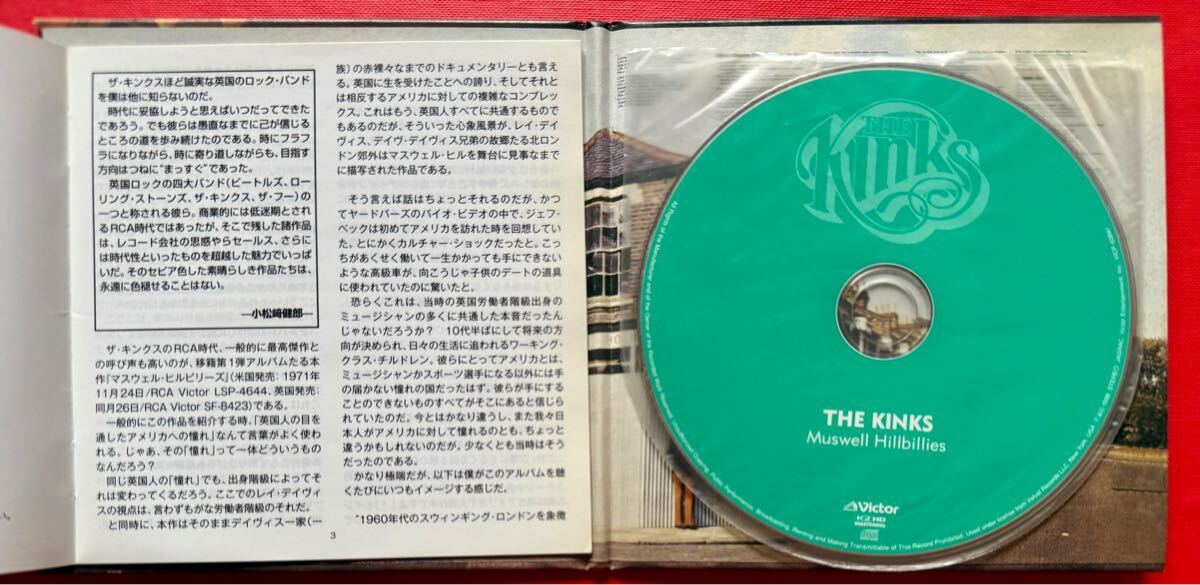 ザ・キンクスほど誠実な英国のロック・バンド
を僕は他に知らないのだ。
時代に妥協しようと思えばいつだってできた
であろう。でも彼らは愚直なまでに己が信じる
ところの道を歩み続けたのである。時にフラフ
ラになりながら、時に寄り道しながらも、目指す
方向はつねに“まっすぐ”であった。
英国ロックの四大バンド(ビートルズ、ロー
リング・ストーンズ、ザ・キンクス、ザ・フー)の
一つと称される彼ら。商業的には低迷期とされ
るRCA時代ではあったが、そこで残した諸作品
は、レコード会社の思惑やらセールス、さらに
は時代性といったものを超越した魅力でいっぱ
いだ。そのセピア色した素晴らしき作品たちは、
永遠に色褪せることはない。
―小松﨑健郎―
ザ・キンクスのRCA時代、一般的に最高傑作と
の呼び声も高いのが、移籍第1弾アルバムたる本
作『マスウェル・ヒルビリーズ』(米国発売：1971年
11月24日/RCA Victor LSP-4644、英国発売：
同月26日/RCA Victor SF-8423)である。
一般的にこの作品を紹介する時、「英国人の目を
通したアメリカへの憧れ」なんて言葉がよく使わ
れる。じゃあ、その「憧れ」って一体どういうもの
なんだろう?
同じ英国人の「憧れ」でも、出身階級によってそ
れは変わってくるだろう。ここでのレイ・デイヴィ
スの視点は、言わずもがな労働者階級のそれだ。
と同時に、本作はそのままデイヴィス一家(一
族)の赤裸々なまでのドキュメンタリーとも言え
る。英国に生を受けたことへの誇り、そしてそれと
は相反するアメリカに対しての複雑なコンプレッ
クス。これはもう、英国人すべてに共通するもので
もあるのだが、そういった心象風景が、レイ・デイ
ヴィス、デイヴ・デイヴィス兄弟の故郷たる北ロン
ドン郊外はマスウェル・ヒルを舞台に見事なまで
に描写された作品である。
そう言えば話はちょっとそれるのだが、かつ
てヤードバーズのバイオ・ビデオの中で、ジェフ・
ベックは初めてアメリカを訪れた時を回想してい
た。とにかくカルチャー・ショックだったと。こっ
ちがあくせく働いて一生かかっても手にできない
ような高級車が、向こうじゃ子供のデートの道具
に使われていたのに驚いたと。
恐らくこれは、当時の英国労働者階級出身の
ミュージシャンの多くに共通した本音だったん
じゃないだろうか? 10代半ばにして将来の方
向が決められ、日々の生活に追われるワーキング・
クラス・チルドレン。彼らにとってアメリカとは、
ミュージシャンかスポーツ選手になる以外には手
の届かない憧れの国だったはず。彼らが手にする
ことのできないものすべてがそこにあると信じら
れていたのだ。今とはかなり違うし、また我々日
本人がアメリカに対して憧れるのとも、ちょっと
違うかもしれないのだが。少なくとも当時はそう
だったのである。
かなり極端だが、以下は僕がこのアルバムを聴
くたびにいつもイメージする感じだ。
“1960年代のスウィンギング・ロンドンを象徴
3
THE
Kinks
THE KINKS
Muswell Hillbillies
Victor
K2 HD
MASTERING